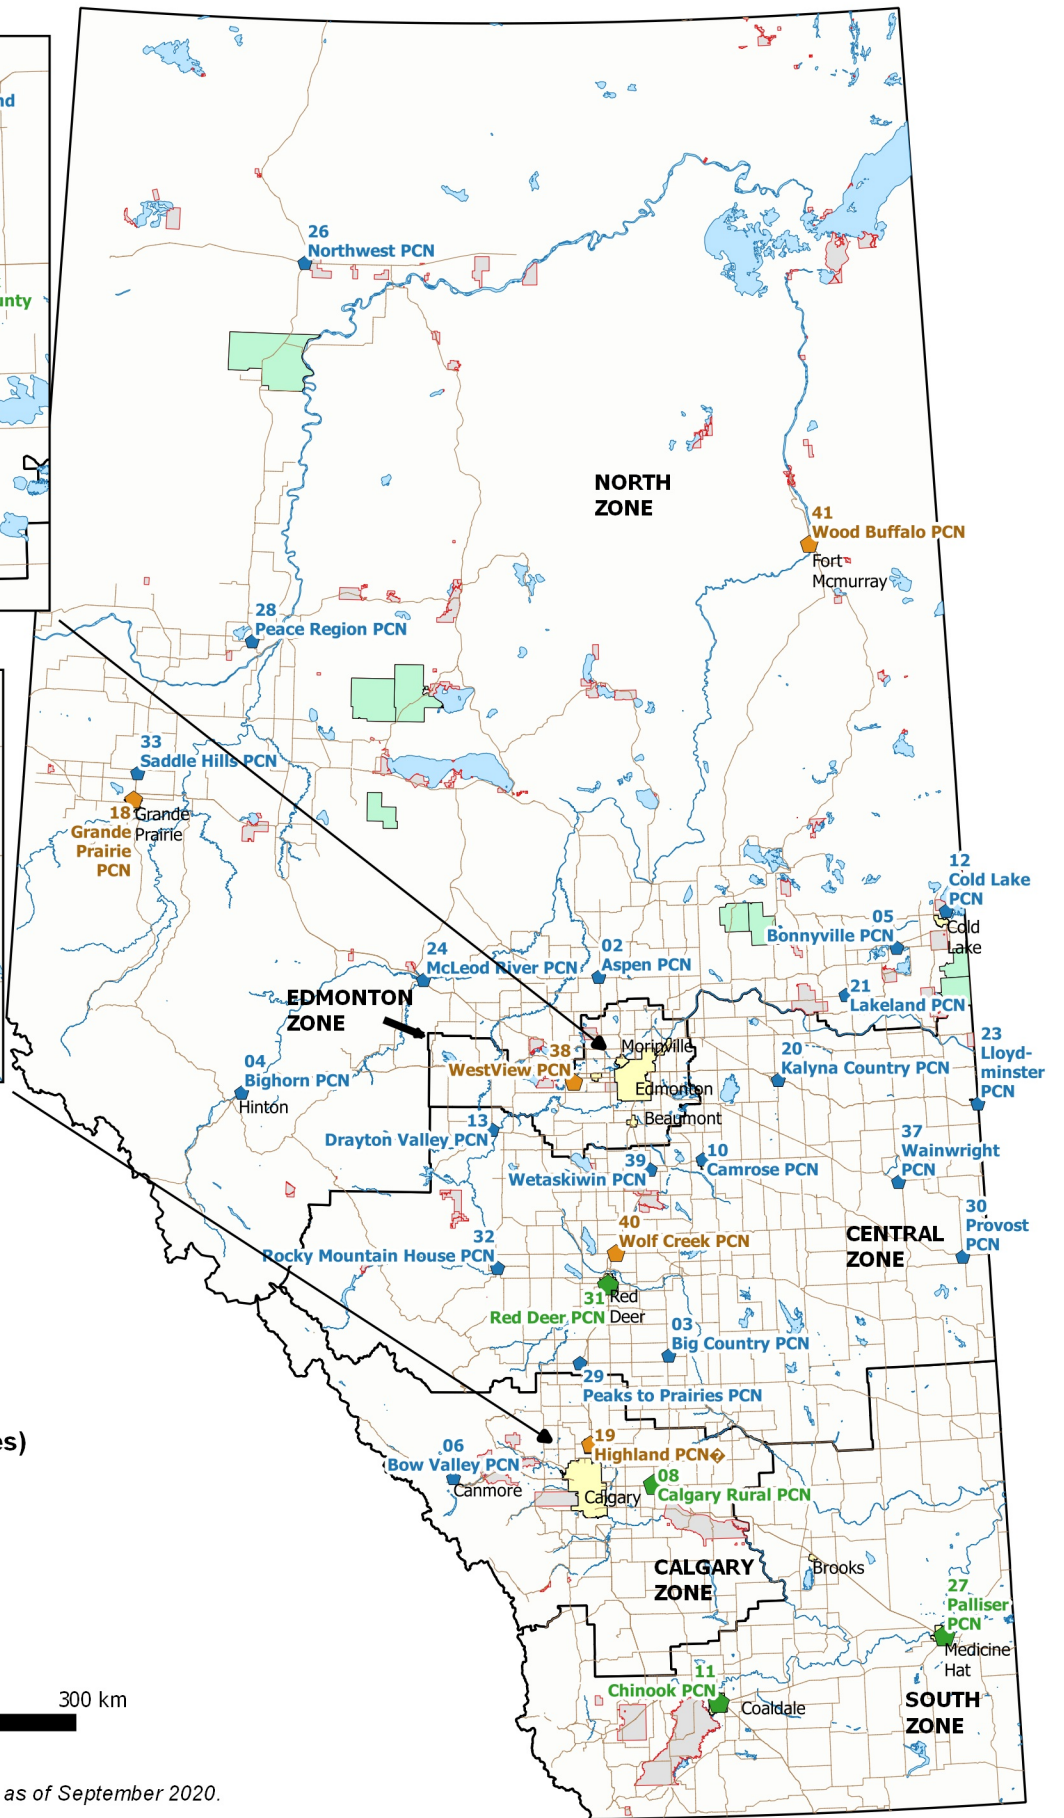 nd
unty
26
Northwest PCN
NORTH
ZONE
41
Wood Buffalo PCN
Fort
Mcmurray
28
Peace Region PCN
33
Saddle Hills PCN
18 Grande
Grande Prairie
Prairie
PCN
12
Cold Lake
PCN
Cold
Lake
05
Bonnyville PCN
24
McLeod River PCN
02
Aspen PCN
21
Lakeland PCN
EDMONTON
ZONE
23
Lloyd-
minster
PCN
38
WestView PCN
Morinville
Edmonton
Beaumont
20
Kalyna Country PCN
04
Bighorn PCN
Hinton
13
Drayton Valley PCN
37
Wainwright
PCN
39
Wetaskiwin PCN
10
Camrose PCN
30
Provost
PCN
40
Wolf Creek PCN
CENTRAL
ZONE
32
Rocky Mountain House PCN
31 Red
Red Deer PCN Deer
03
Big Country PCN
29
Peaks to Prairies PCN
es)
19
Highland PCN�
06
Bow Valley PCN
Canmore
Calgary
08
Calgary Rural PCN
CALGARY
ZONE
Brooks
27
Palliser
PCN
Medicine
Hat
11
Chinook PCN
Coaldale
SOUTH
ZONE
300 km
as of September 2020.